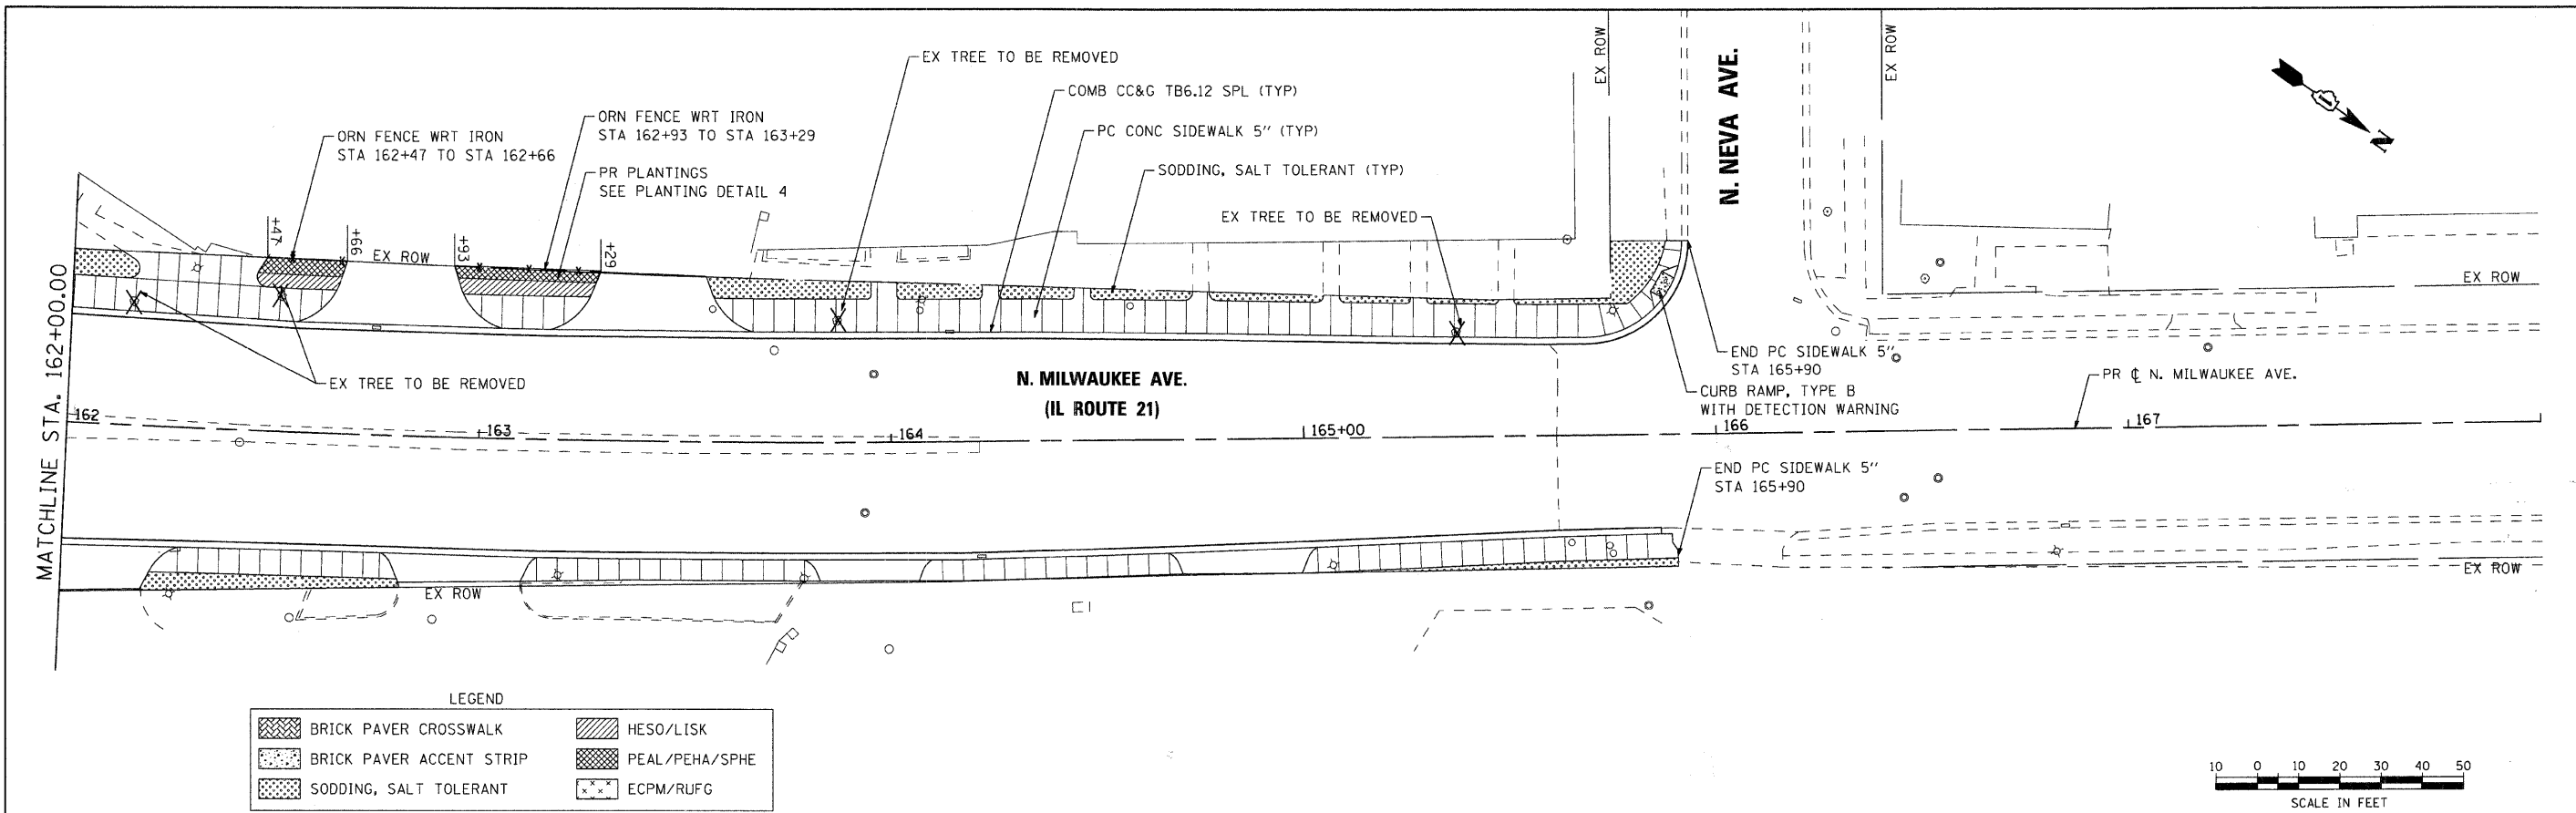 EX TREE TO BE REMOVED
COMB CC&G TB6.12 SPL (TYP)
ORN FENCE WRT IRON
STA 162+93 TO STA 163+29
PC CONC SIDEWALK 5" (TYP)
ORN FENCE WRT IRON
STA 162+47 TO STA 162+66
PR PLANTINGS
SEE PLANTING DETAIL 4
SODDING, SALT TOLERANT (TYP)
EX TREE TO BE REMOVED
EX ROW
N. NEVA AVE.
EX ROW
N
+47
+66
EX ROW
+93
+29
EX ROW
MATCHLINE STA. 162+00.00
EX TREE TO BE REMOVED
N. MILWAUKEE AVE.
(IL ROUTE 21)
END PC SIDEWALK 5"
STA 165+90
CURB RAMP, TYPE B
WITH DETECTION WARNING
PR ℄ N. MILWAUKEE AVE.
162
163
164
165+00
166
167
END PC SIDEWALK 5"
STA 165+90
EX ROW
EX ROW
LEGEND
BRICK PAVER CROSSWALK
HESO/LISK
BRICK PAVER ACCENT STRIP
PEAL/PEHA/SPHE
SODDING, SALT TOLERANT
ECPM/RUFG
10 0 10 20 30 40 50
SCALE IN FEET